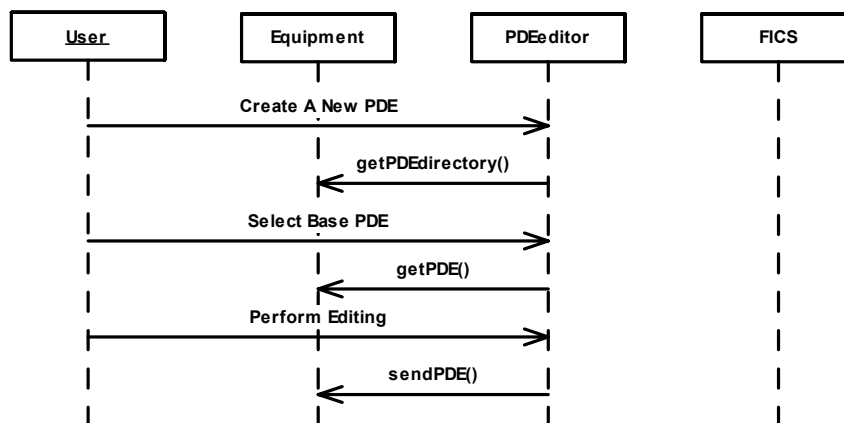 User
Equipment
PDEeditor
FICS
Create A New PDE
getPDEdirectory()
Select Base PDE
getPDE()
Perform Editing
sendPDE()